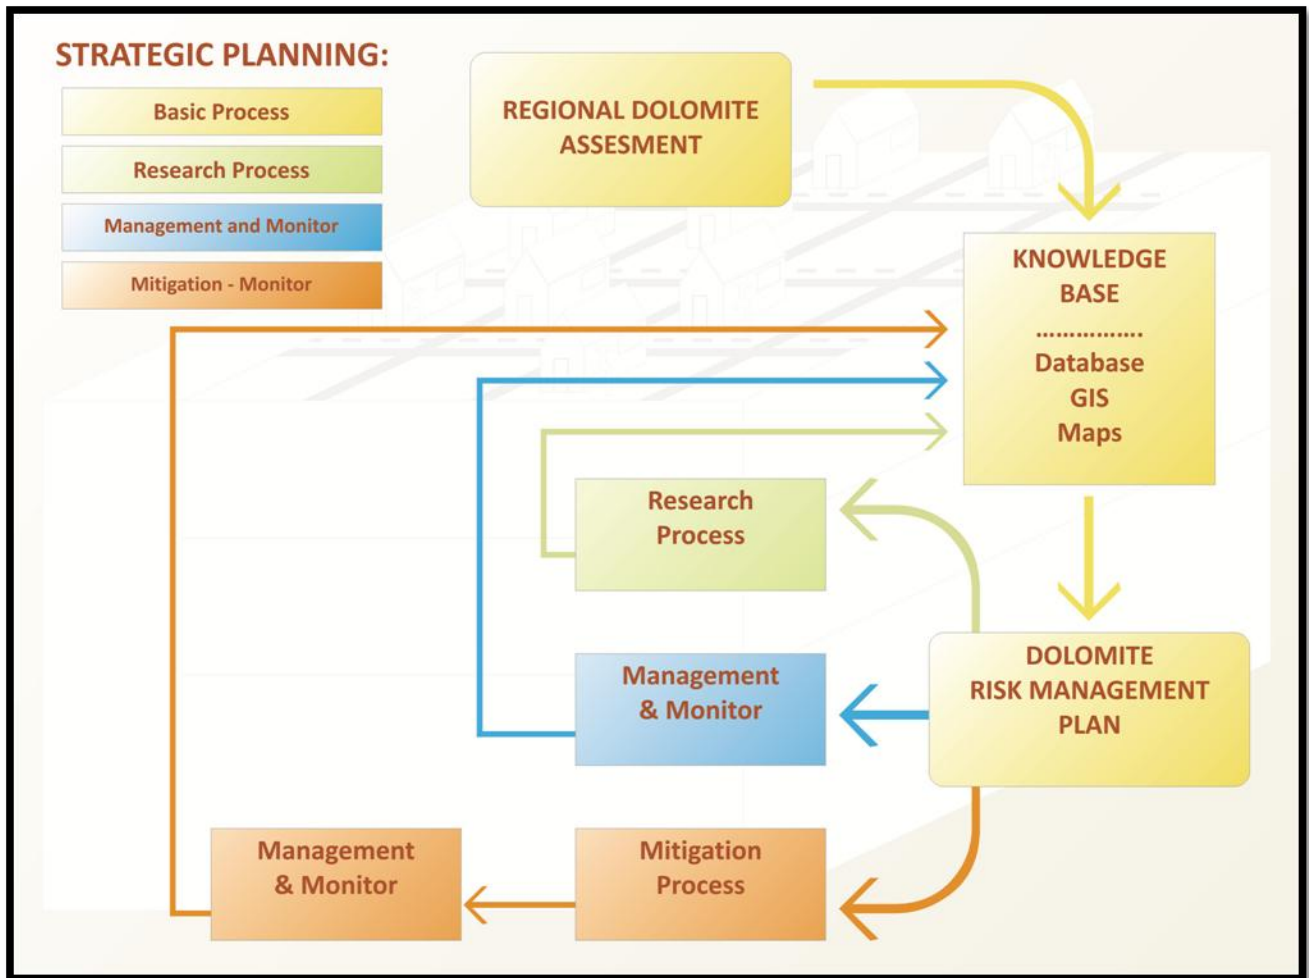 STRATEGIC PLANNING:
Basic Process
Research Process
Management and Monitor
Mitigation - Monitor
REGIONAL DOLOMITE
ASSESMENT
KNOWLEDGE
BASE
................
Database
GIS
Maps
Research
Process
DOLOMITE
RISK MANAGEMENT
PLAN
Management
& Monitor
Management
& Monitor
Mitigation
Process